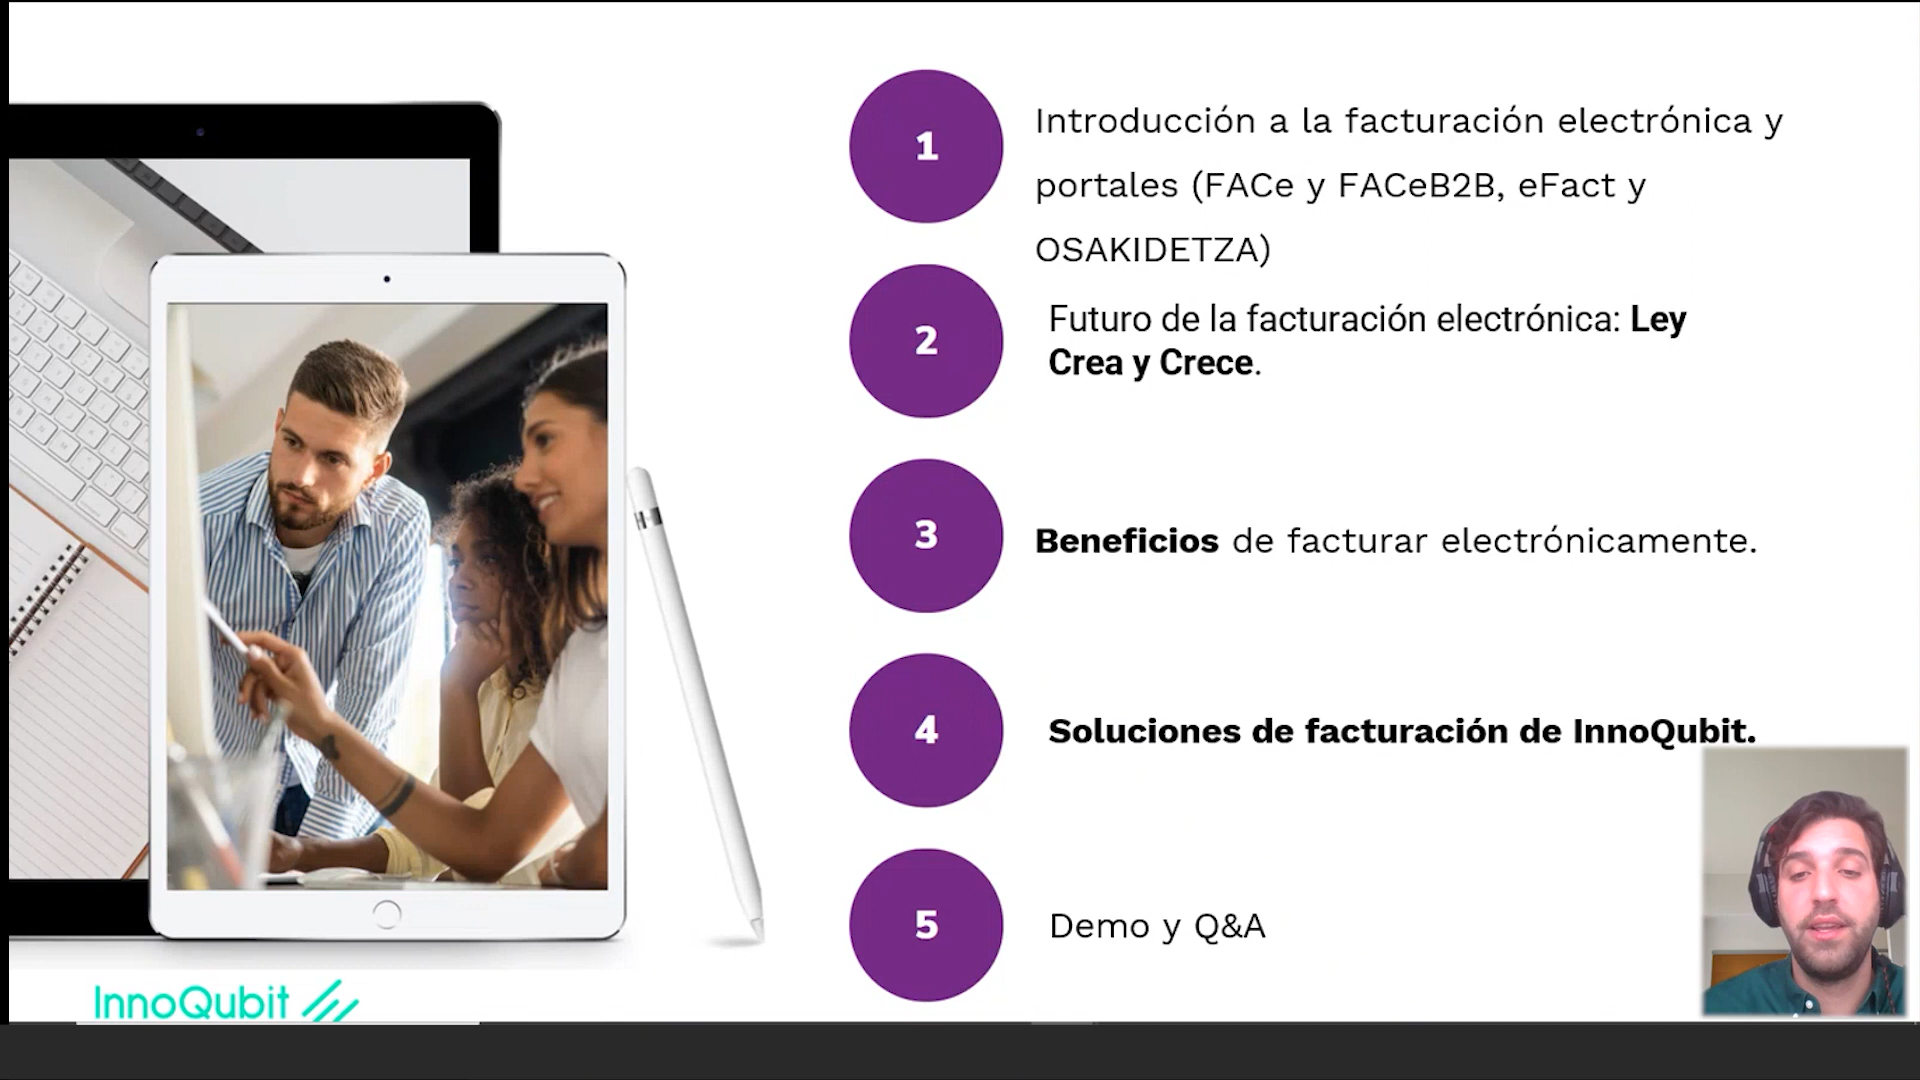 1
Introducción a la facturación electrónica y
portales (FACe y FACeB2B, eFact y
OSAKIDETZA)
2
Futuro de la facturación electrónica: Ley
Crea y Crece.
3
Beneficios de facturar electrónicamente.
4
Soluciones de facturación de InnoQubit.
5
Demo y Q&A
InnoQubit